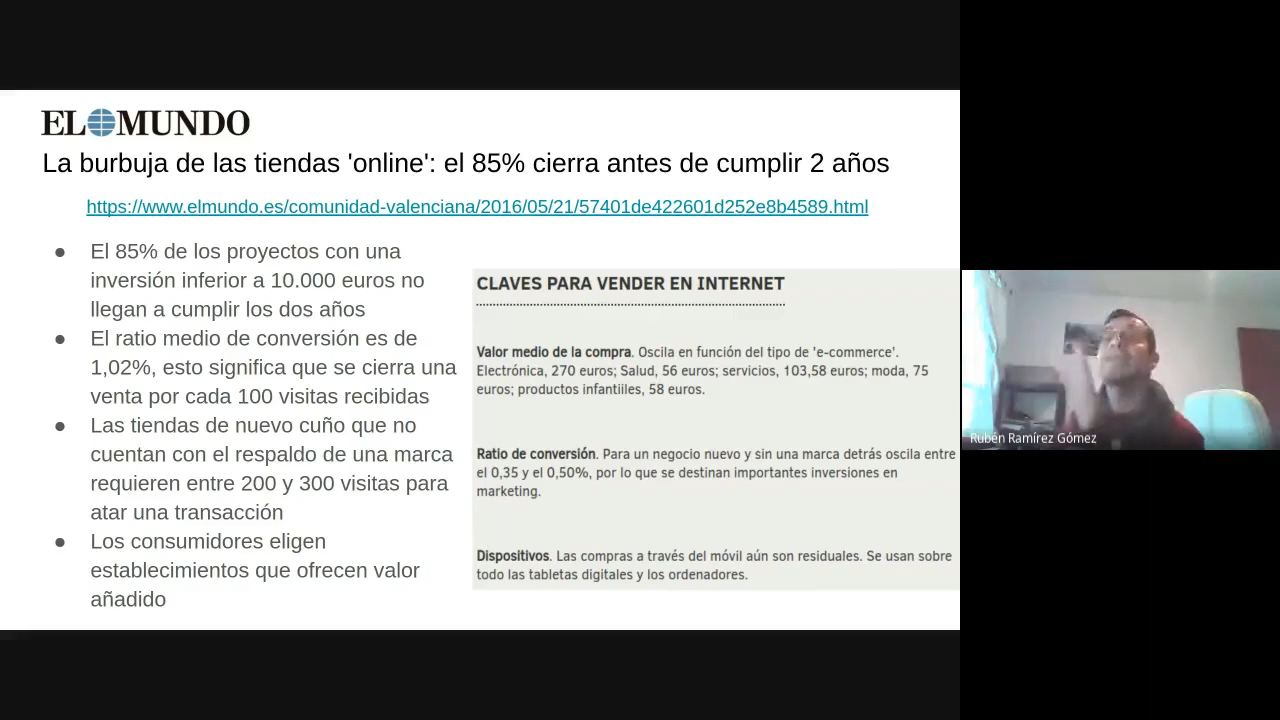 EL MUNDO
La burbuja de las tiendas 'online': el 85% cierra antes de cumplir 2 años
https://www.elmundo.es/comunidad-valenciana/2016/05/21/57401de422601d252e8b4589.html
● El 85% de los proyectos con una
inversión inferior a 10.000 euros no
llegan a cumplir los dos años
● El ratio medio de conversión es de
1,02%, esto significa que se cierra una
venta por cada 100 visitas recibidas
● Las tiendas de nuevo cuño que no
cuentan con el respaldo de una marca
requieren entre 200 y 300 visitas para
atar una transacción
● Los consumidores eligen
establecimientos que ofrecen valor
añadido
CLAVES PARA VENDER EN INTERNET
Valor medio de la compra. Oscila en función del tipo de 'e-commerce'.
Electrónica, 270 euros; Salud, 56 euros; servicios, 103,58 euros; moda, 75
euros; productos infantiiles, 58 euros.
Ratio de conversión. Para un negocio nuevo y sin una marca detrás oscila entre
el 0,35 y el 0,50%, por lo que se destinan importantes inversiones en
marketing.
Dispositivos. Las compras a través del móvil aún son residuales. Se usan sobre
todo las tabletas digitales y los ordenadores.
Rubén Ramírez Gómez